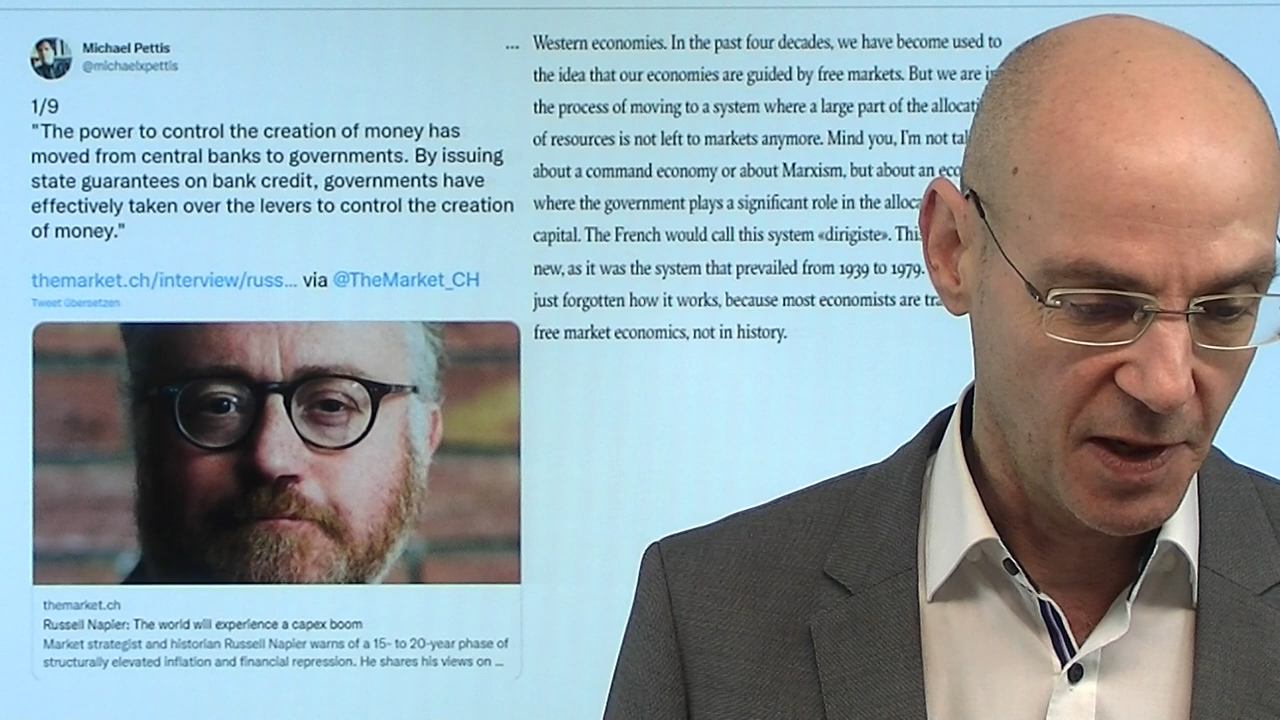 Michael Pettis
@michaelxpettis
...
1/9
"The power to control the creation of money has
moved from central banks to governments. By issuing
state guarantees on bank credit, governments have
effectively taken over the levers to control the creation
of money."
themarket.ch/interview/russ... via @TheMarket_CH
Tweet übersetzen
themarket.ch
Russell Napier: The world will experience a capex boom
Market strategist and historian Russell Napier warns of a 15- to 20-year phase of
structurally elevated inflation and financial repression. He shares his views on ...
Western economies. In the past four decades, we have become used to
the idea that our economies are guided by free markets. But we are
the process of moving to a system where a large part of the
of resources is not left to markets anymore. Mind you, I'm not
about a command economy or about Marxism, but about an
where the government plays a significant role in the
capital. The French would call this system «dirigiste».
new, as it was the system that prevailed from 1939 to 1979.
just forgotten how it works, because most economists are
free market economics, not in history.